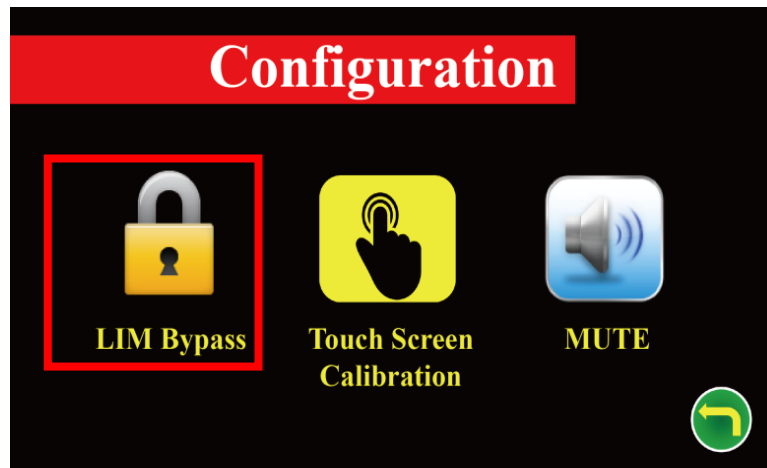 Configuration
LIM Bypass
Touch Screen
Calibration
MUTE